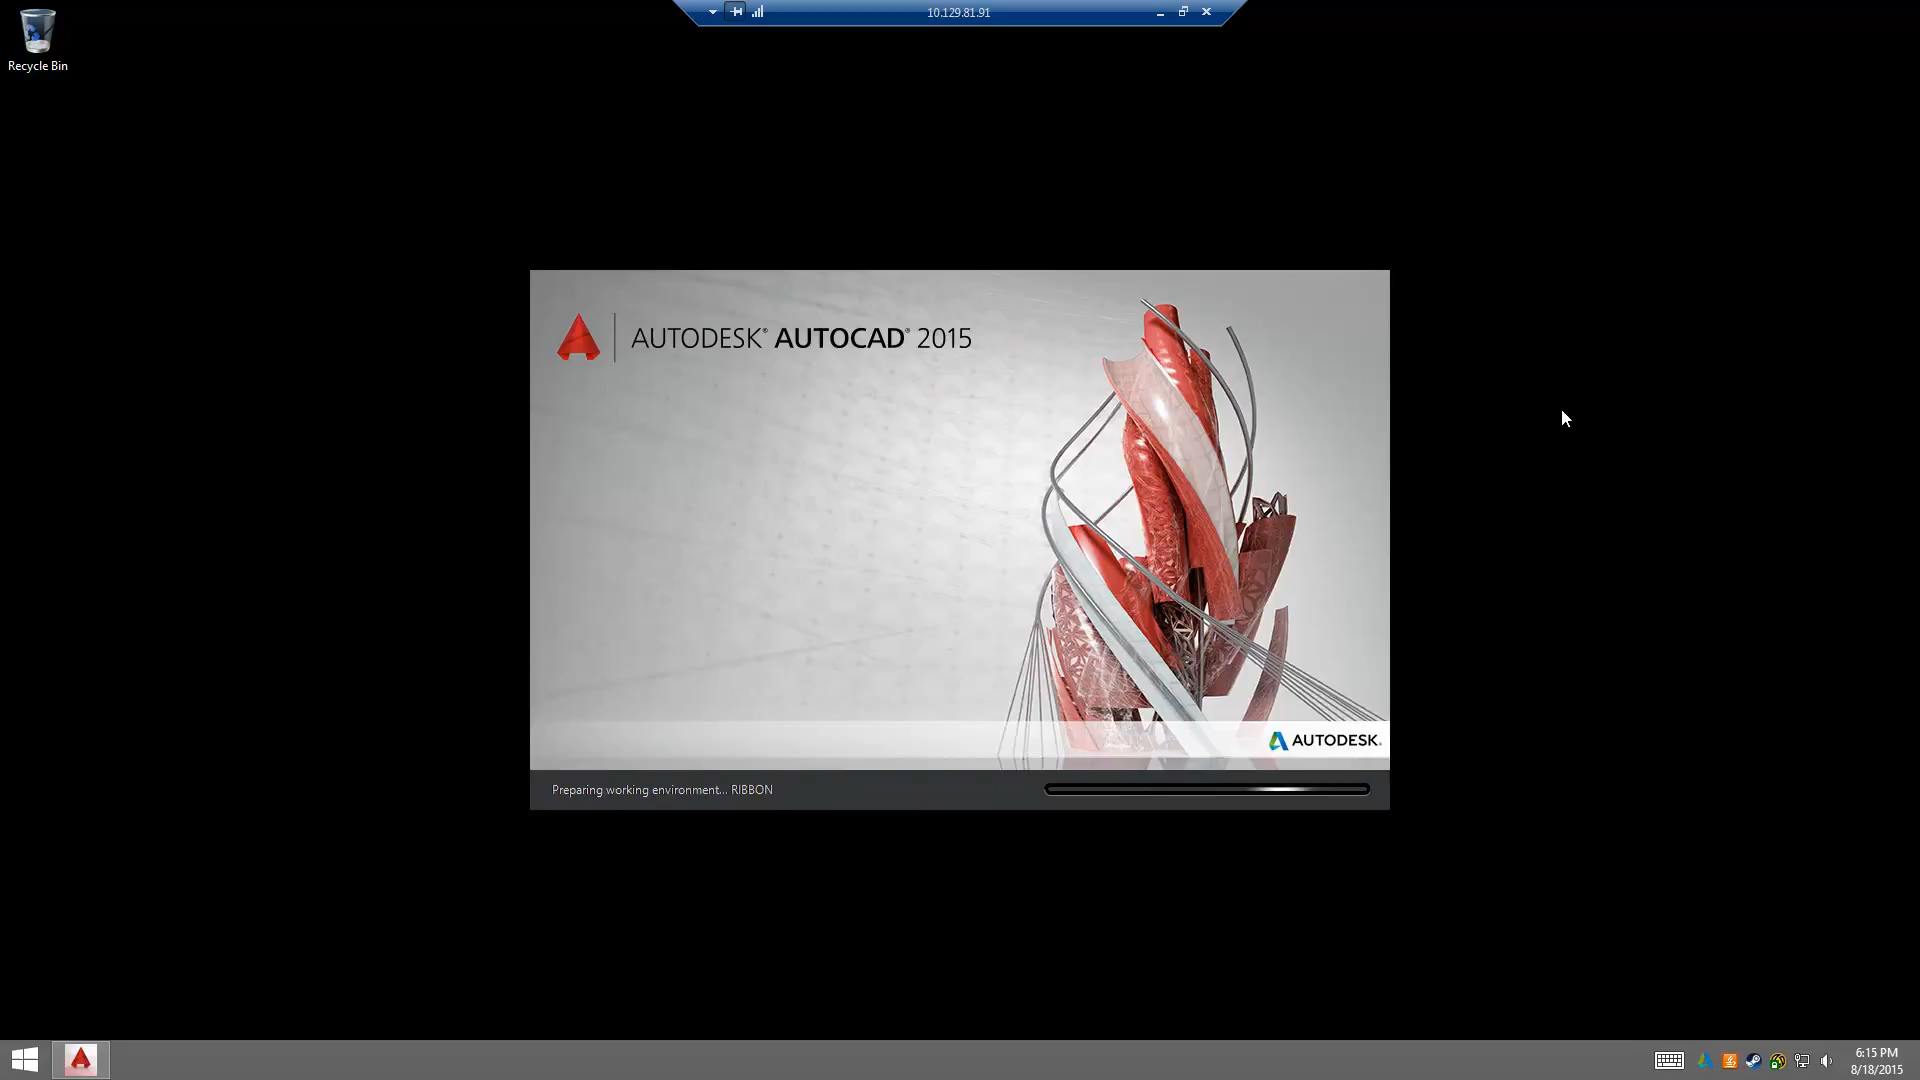 10.129.81.91
Recycle Bin
AUTODESK® AUTOCAD® 2015
AUTODESK.
Preparing working environment... RIBBON
6:15 PM
8/18/2015